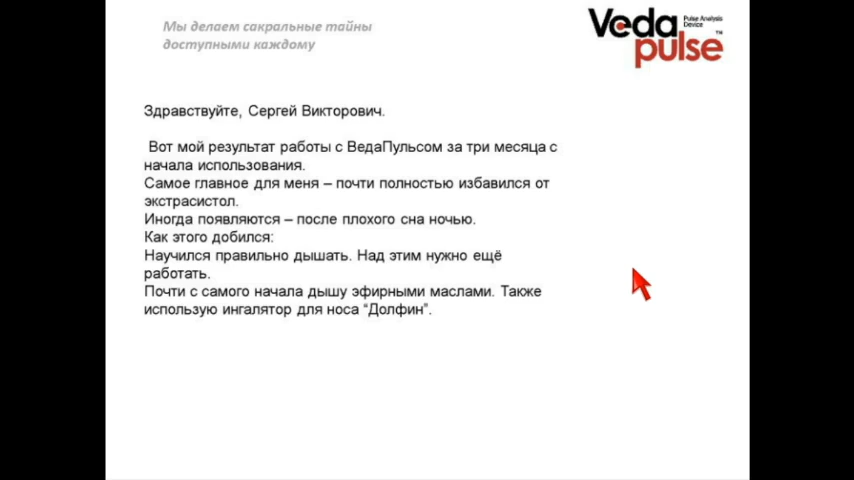 Мы делаем сакральные тайны
доступными каждому
Veda
pulse
Pulse Analysis
Device
™
Здравствуйте, Сергей Викторович.
Вот мой результат работы с ВедаПульсом за три месяца с
начала использования.
Самое главное для меня – почти полностью избавился от
экстрасистол.
Иногда появляются – после плохого сна ночью.
Как этого добился:
Научился правильно дышать. Над этим нужно ещё
работать.
Почти с самого начала дышу эфирными маслами. Также
использую ингалятор для носа “Долфин”.